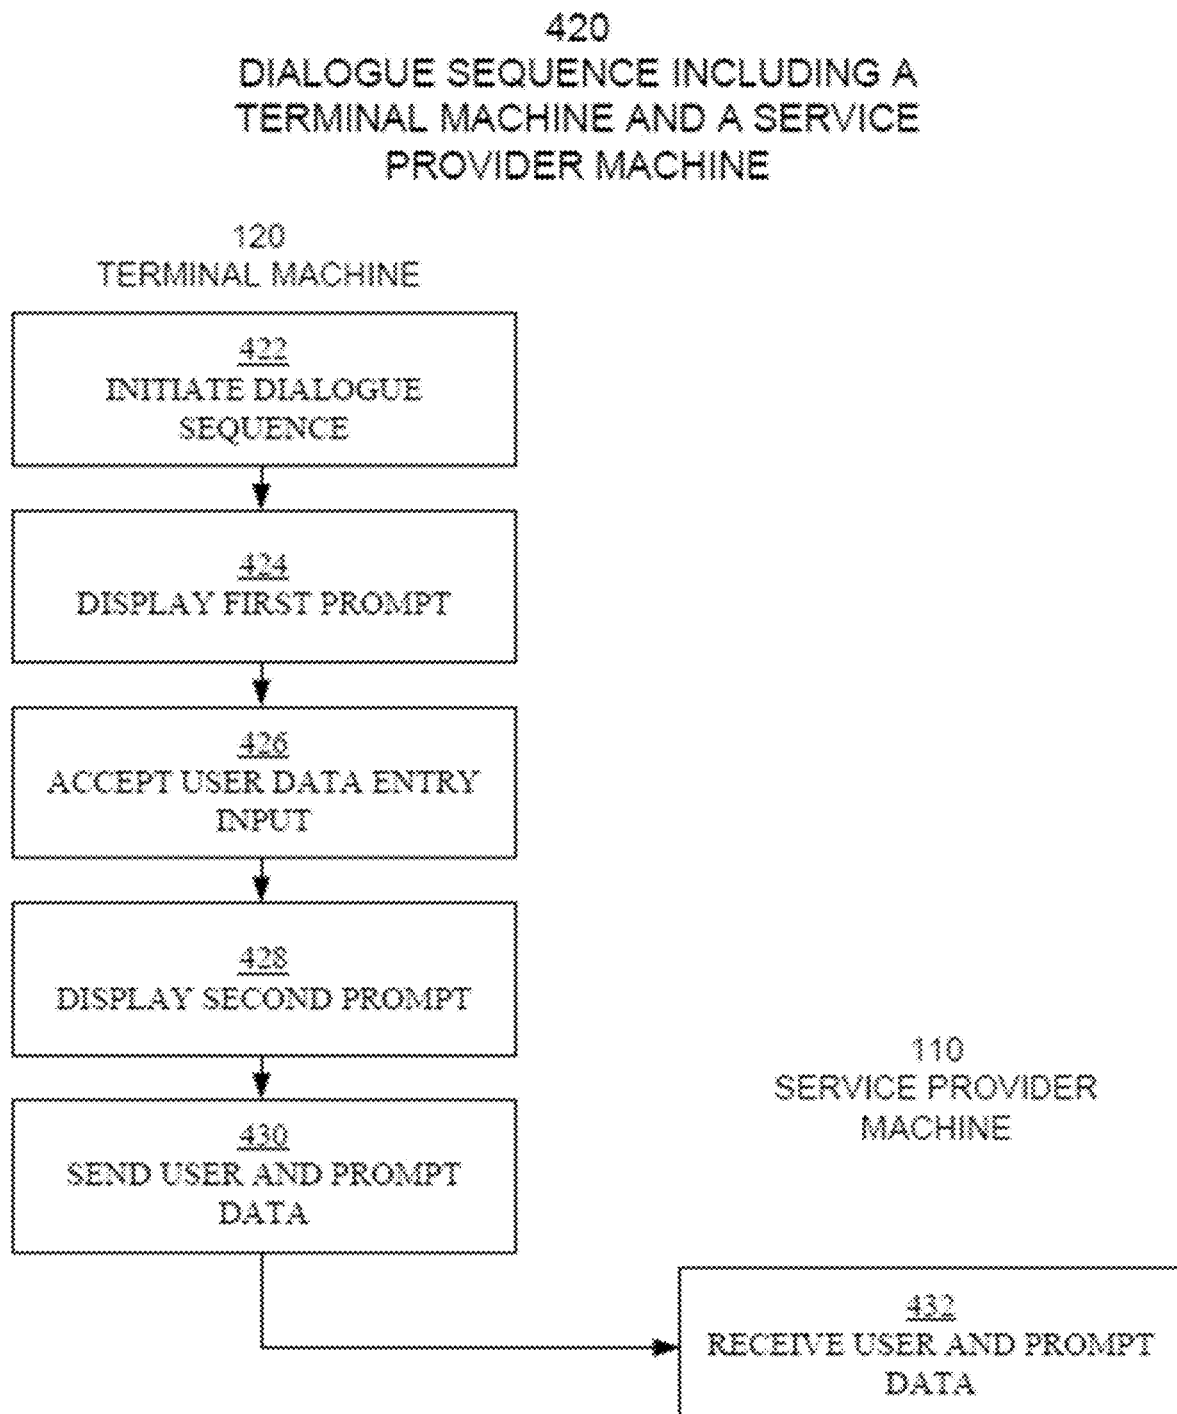 420
DIALOGUE SEQUENCE INCLUDING A
TERMINAL MACHINE AND A SERVICE
PROVIDER MACHINE
120
TERMINAL MACHINE
422
INITIATE DIALOGUE
SEQUENCE
424
DISPLAY FIRST PROMPT
426
ACCEPT USER DATA ENTRY
INPUT
428
DISPLAY SECOND PROMPT
430
SEND USER AND PROMPT
DATA
110
SERVICE PROVIDER
MACHINE
432
RECEIVE USER AND PROMPT
DATA